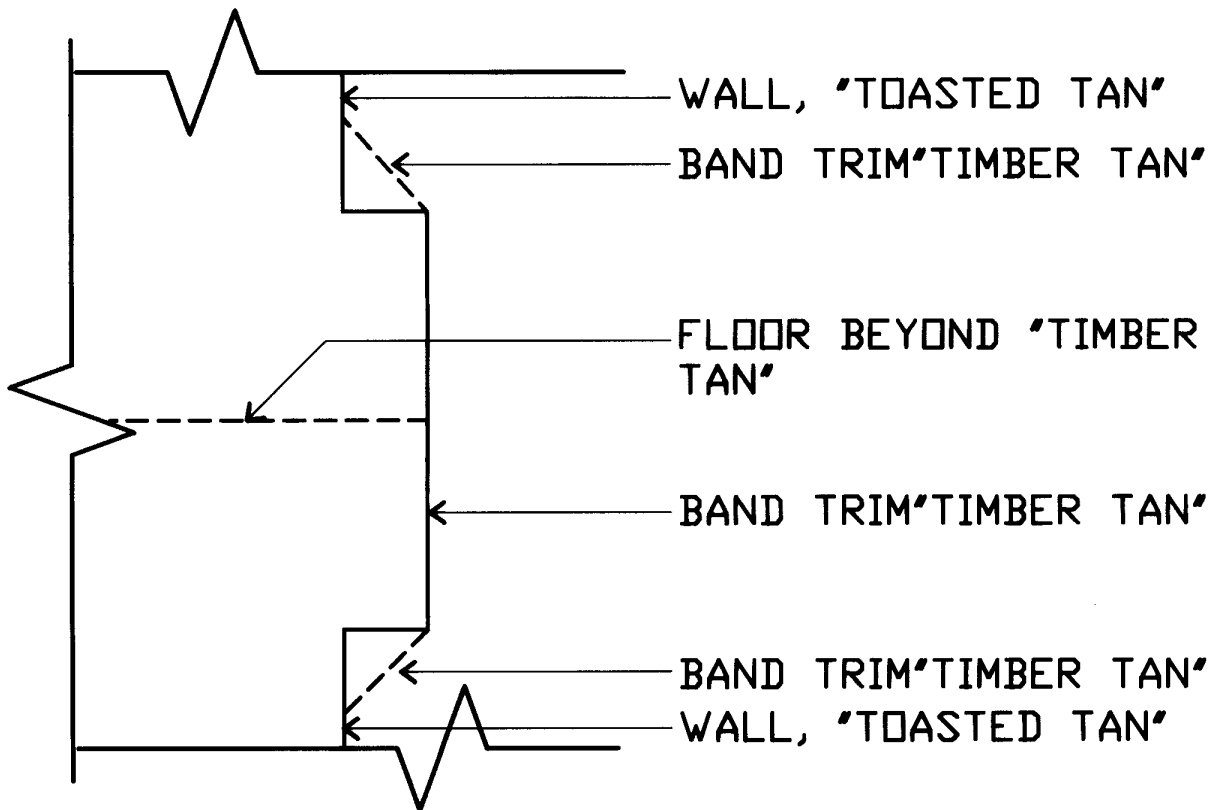 WALL, "TOASTED TAN"
BAND TRIM"TIMBER TAN"
FLOOR BEYOND "TIMBER
TAN"
BAND TRIM"TIMBER TAN"
BAND TRIM"TIMBER TAN"
WALL, "TOASTED TAN"